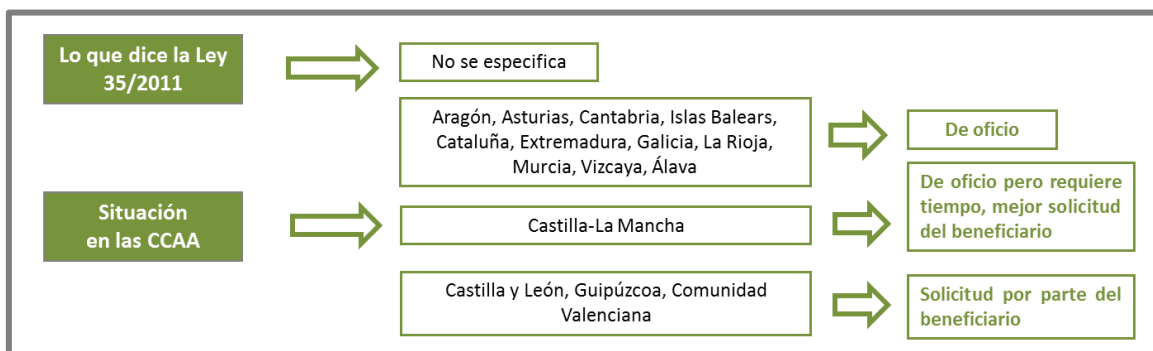 Lo que dice la Ley
35/2011
No se especifica
Aragón, Asturias, Cantabria, Islas Balears,
Cataluña, Extremadura, Galicia, La Rioja,
Murcia, Vizcaya, Álava
De oficio
Situación
en las CCAA
Castilla-La Mancha
De oficio pero requiere
tiempo, mejor solicitud
del beneficiario
Castilla y León, Guipúzcoa, Comunidad
Valenciana
Solicitud por parte del
beneficiario